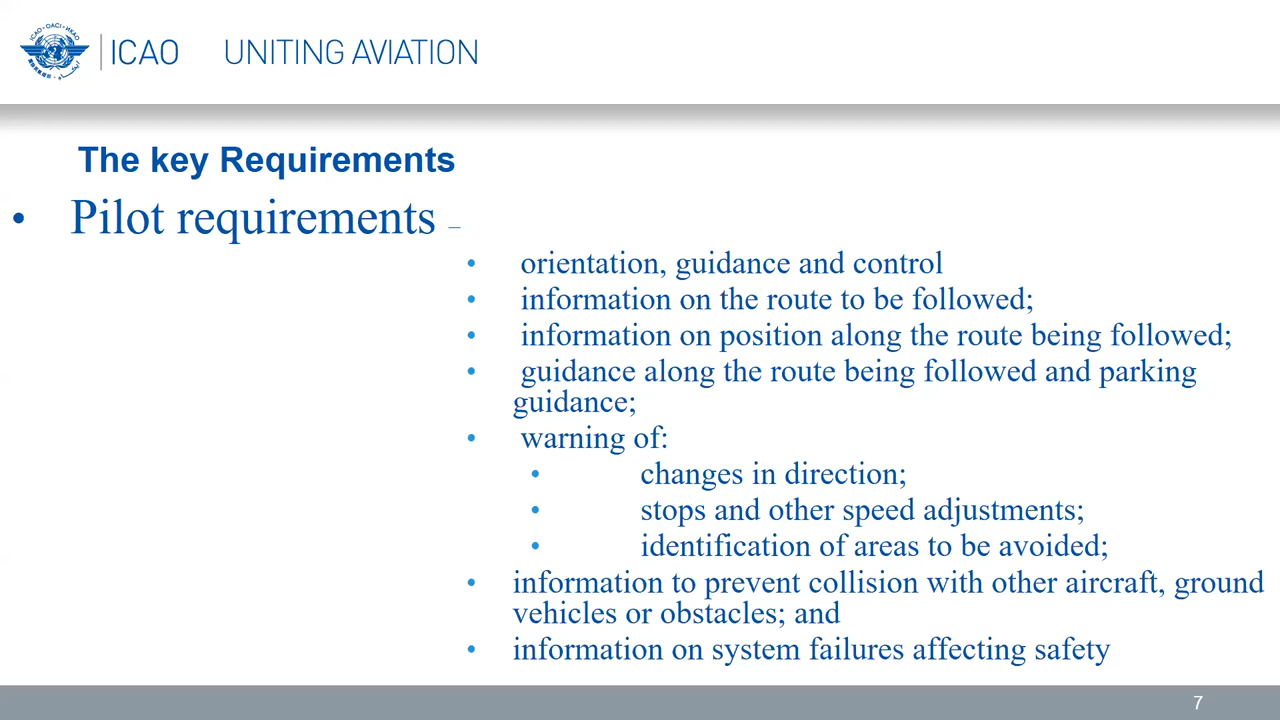 ICAO · OACI · ИКАО
ICAO UNITING AVIATION
The key Requirements
• Pilot requirements –
• orientation, guidance and control
• information on the route to be followed;
• information on position along the route being followed;
• guidance along the route being followed and parking
guidance;
• warning of:
• changes in direction;
• stops and other speed adjustments;
• identification of areas to be avoided;
• information to prevent collision with other aircraft, ground
vehicles or obstacles; and
• information on system failures affecting safety
7